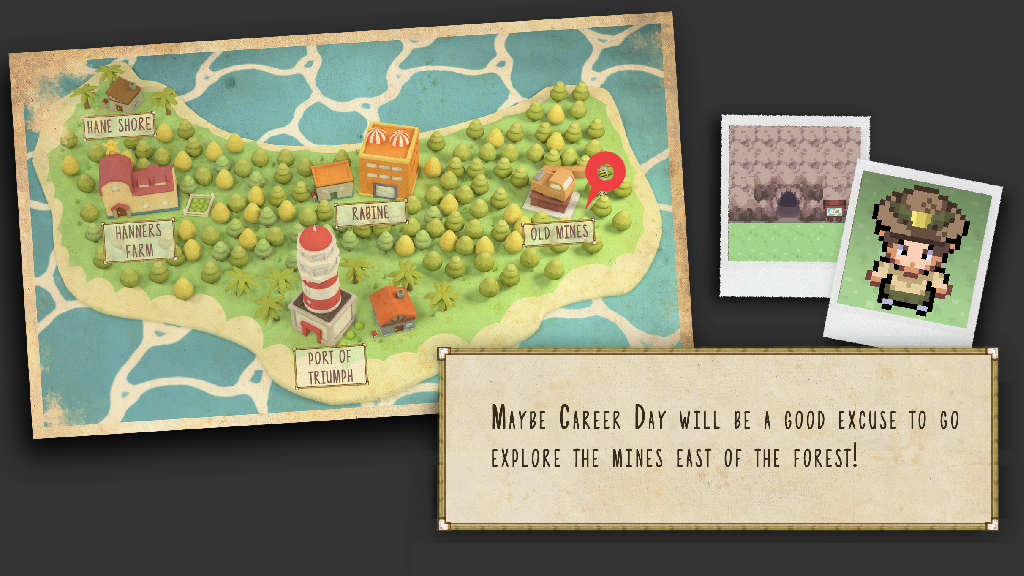 HANE SHORE
HANNERS
FARM
RABINE
OLD MINES
PORT OF
TRIUMPH
MAYBE CAREER DAY WILL BE A GOOD EXCUSE TO GO
EXPLORE THE MINES EAST OF THE FOREST!